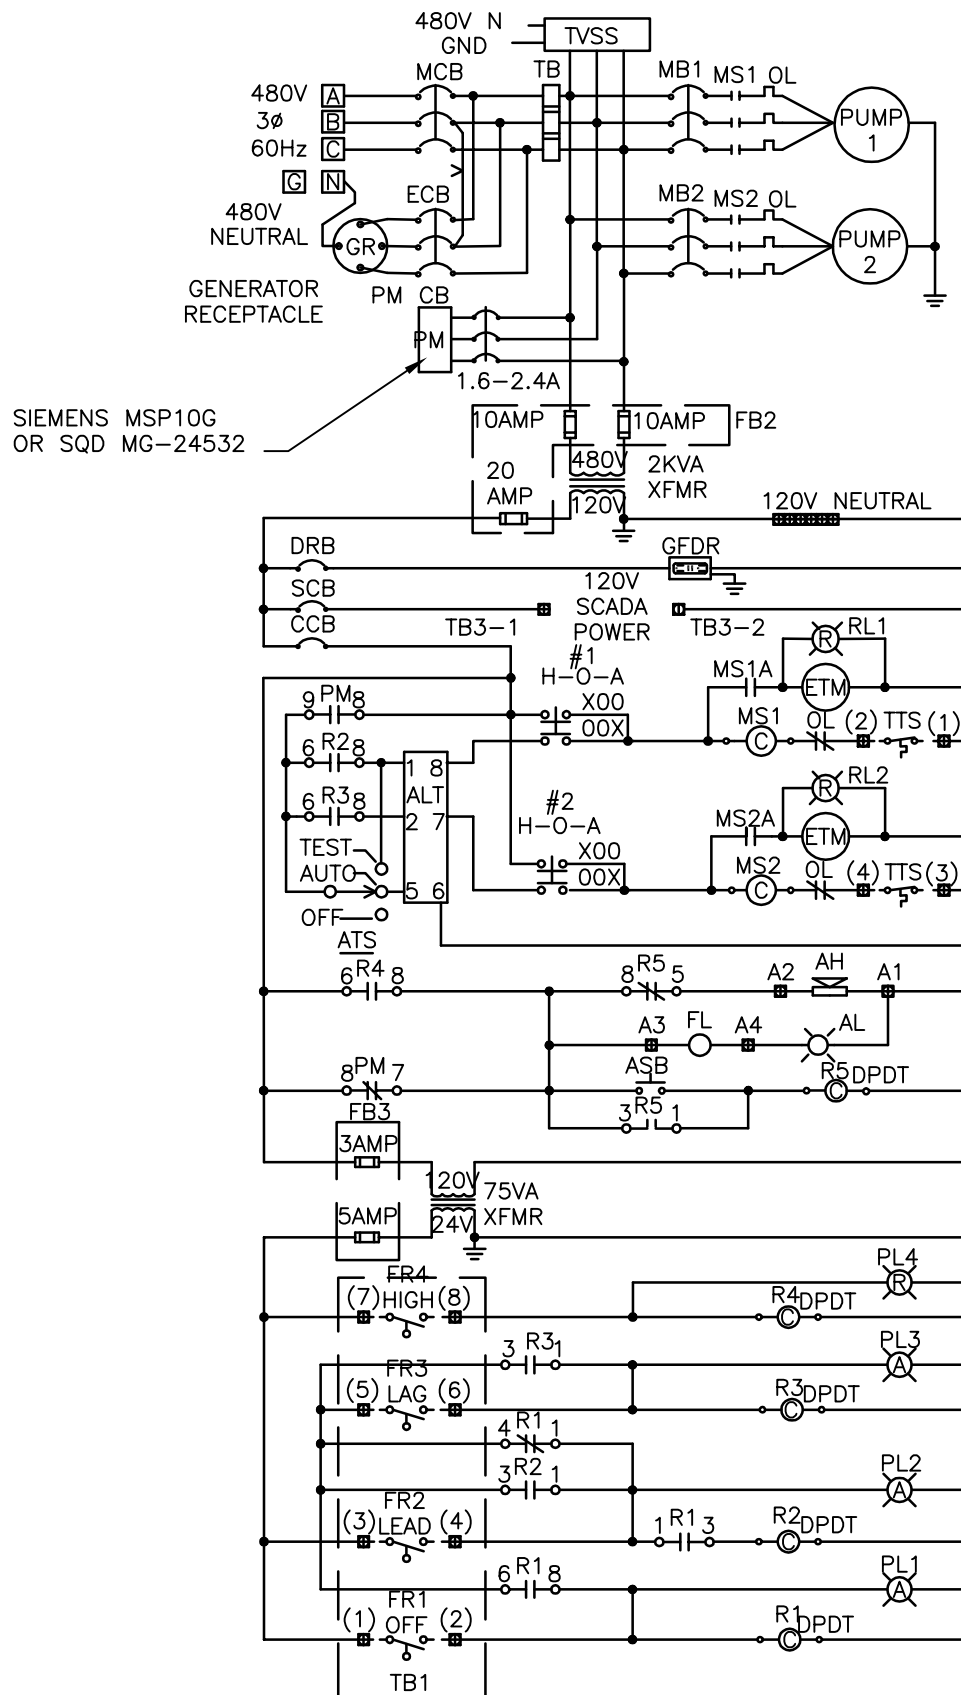 480V N
GND
TVSS
MCB
TB
MB1
MS1 OL
480V A
3ø B
60Hz C
G N
PUMP
1
480V
NEUTRAL
ECB
MB2
MS2 OL
GR
PUMP
2
GENERATOR
RECEPTACLE
PM CB
PM
1.6-2.4A
SIEMENS MSP10G
OR SQD MG-24532
10AMP
10AMP
FB2
480V
2KVA
XFMR
20
AMP
120V
120V NEUTRAL
DRB
GFDR
SCB
120V
SCADA
POWER
TB3-1
TB3-2
CCB
RL1
R
#1
H-O-A
X00
00X
MS1A
ETM
9 PM 8
MS1
C
OL (2) TTS (1)
6 R2 8
1 8
ALT
RL2
R
6 R3 8
2 7
#2
H-O-A
X00
00X
MS2A
ETM
TEST
AUTO
OFF
5 6
MS2
C
OL (4) TTS (3)
ATS
6 R4 8
8 R5 5
A2 AH A1
A3 FL A4 AL
8 PM 7
ASB
R5 DPDT
C
3 R5 1
FB3
3AMP
120V
75VA
XFMR
5AMP
24V
PL4
R
FR4
(7) HIGH (8)
R4 DPDT
C
3 R3 1
PL3
A
FR3
(5) LAG (6)
R3 DPDT
C
4 R1 1
3 R2 1
PL2
A
FR2
(3) LEAD (4)
1 R1 3
R2 DPDT
C
6 R1 8
PL1
A
FR1
(1) OFF (2)
R1 DPDT
C
TB1